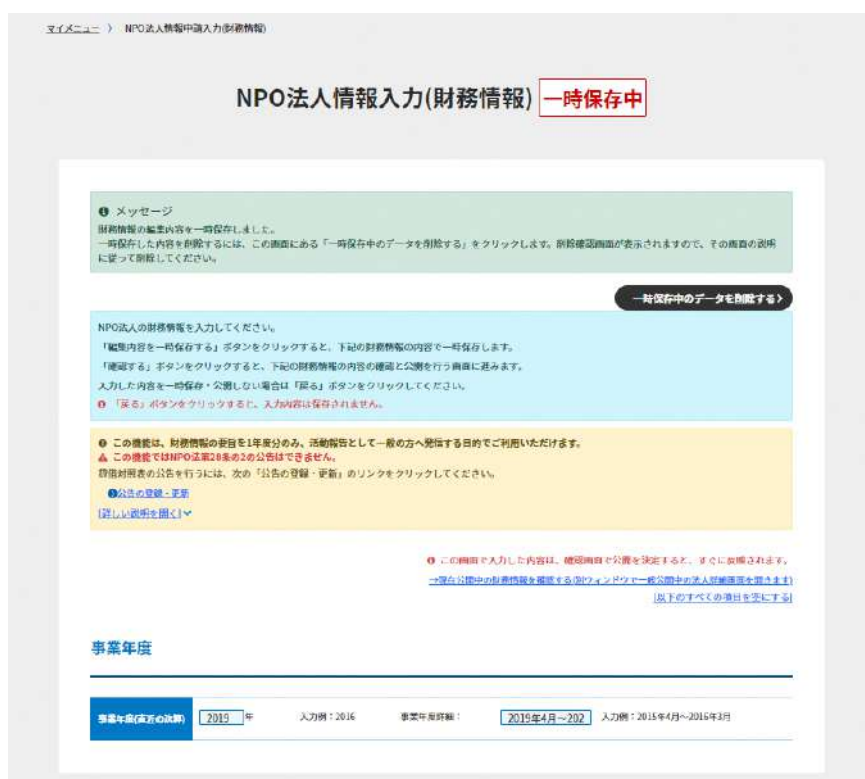 マイメニュー 〉 NPO法人情報申請入力(財務情報)
NPO法人情報入力(財務情報) 一時保存中
メッセージ
財務情報の編集内容を一時保存しました。
一時保存した内容を削除するには、この画面にある「一時保存中のデータを削除する」をクリックします。削除確認画面が表示されますので、その画面の説明
に従って削除してください。
一時保存中のデータを削除する 〉
NPO法人の財務情報を入力してください。
「編集内容を一時保存する」ボタンをクリックすると、下記の財務情報の内容で一時保存します。
「確認する」ボタンをクリックすると、下記の財務情報の内容の確認と公開を行う画面に進みます。
入力した内容を一時保存・公開しない場合は「戻る」ボタンをクリックしてください。
「戻る」ボタンをクリックすると、入力内容は保存されません。
この機能は、財務情報の要旨を1年度分のみ、活動報告として一般の方へ発信する目的でご利用いただけます。
この機能ではNPO法第28条の2の公告はできません。
貸借対照表の公告を行うには、次の「公告の登録・更新」のリンクをクリックしてください。
公告の登録・更新
[詳しい説明を開く]
この画面で入力した内容は、確認画面で公開を決定すると、すぐに反映されます。
→現在公開中の財務情報を確認する(別ウィンドウで一般公開中の法人詳細画面を開きます)
[以下のすべての項目を空にする]
事業年度
事業年度(直近の決算) 2019 年 入力例：2016 事業年度詳細： 2019年4月～202 入力例：2015年4月～2016年3月